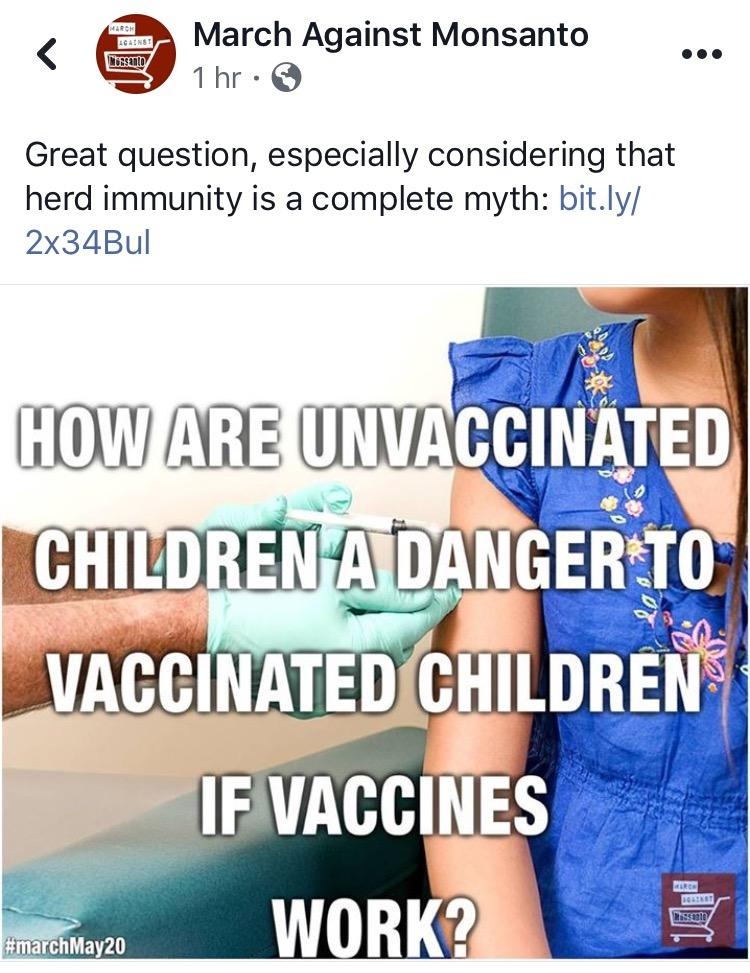 MARCH
AGAINST
Monsanto
March Against Monsanto
1 hr ·
Great question, especially considering that
herd immunity is a complete myth: bit.ly/
2x34Bul
HOW ARE UNVACCINATED
CHILDREN A DANGER TO
VACCINATED CHILDREN
IF VACCINES
WORK?
#marchMay20
MARCH
AGAINST
Monsanto